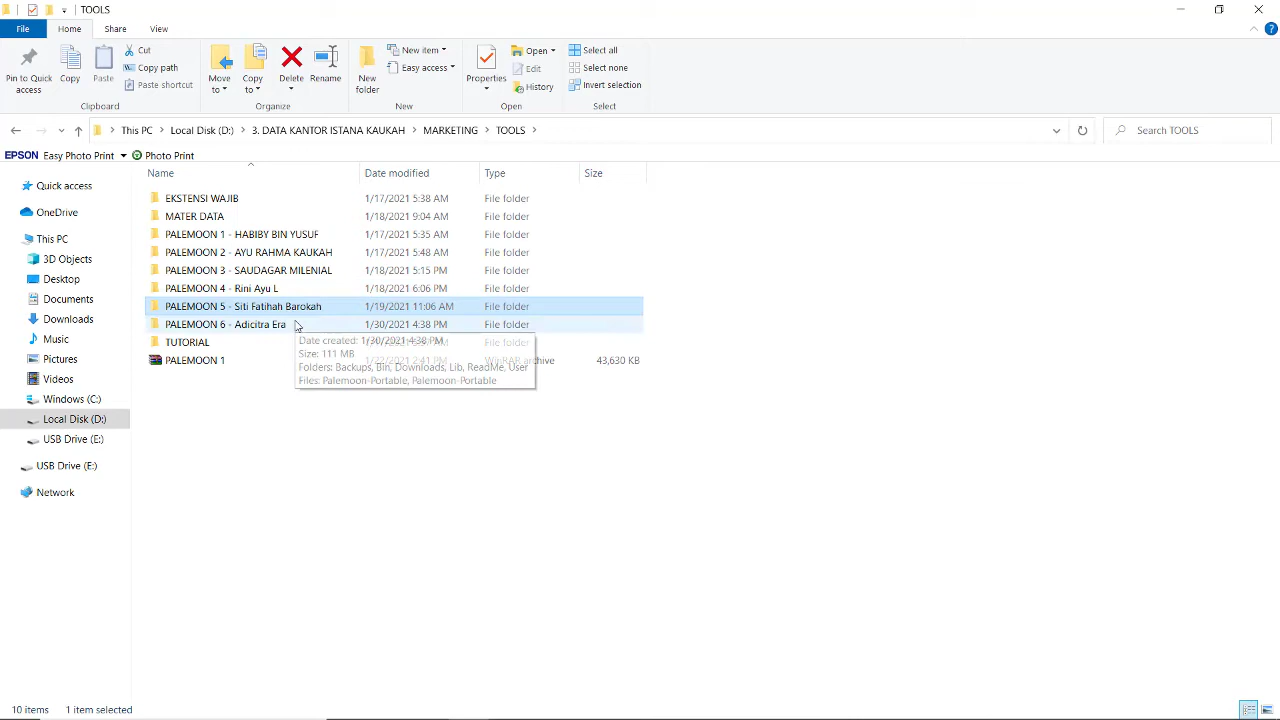 TOOLS
File Home Share View
Pin to Quick access
Copy
Paste
Cut
Copy path
Paste shortcut
Clipboard
Move to
Copy to
Delete
Rename
Organize
New folder
New item
Easy access
New
Properties
Open
Edit
History
Open
Select all
Select none
Invert selection
Select
This PC Local Disk (D:) 3. DATA KANTOR ISTANA KAUKAH MARKETING TOOLS
Search TOOLS
EPSON Easy Photo Print Photo Print
Quick access
OneDrive
This PC
3D Objects
Desktop
Documents
Downloads
Music
Pictures
Videos
Windows (C:)
Local Disk (D:)
USB Drive (E:)
USB Drive (E:)
Network
Name Date modified Type Size
EKSTENSI WAJIB 1/17/2021 5:38 AM File folder
MATER DATA 1/18/2021 9:04 AM File folder
PALEMOON 1 - HABIBY BIN YUSUF 1/17/2021 5:35 AM File folder
PALEMOON 2 - AYU RAHMA KAUKAH 1/17/2021 5:48 AM File folder
PALEMOON 3 - SAUDAGAR MILENIAL 1/18/2021 5:15 PM File folder
PALEMOON 4 - Rini Ayu L 1/18/2021 6:06 PM File folder
PALEMOON 5 - Siti Fatihah Barokah 1/19/2021 11:06 AM File folder
PALEMOON 6 - Adicitra Era 1/30/2021 4:38 PM File folder
TUTORIAL File folder
PALEMOON 1 1/22/2021 2:41 PM WinRAR archive 43,630 KB
Date created: 1/30/2021 4:38 PM
Size: 111 MB
Folders: Backups, Bin, Downloads, Lib, ReadMe, User
Files: Palemoon-Portable, Palemoon-Portable
10 items 1 item selected